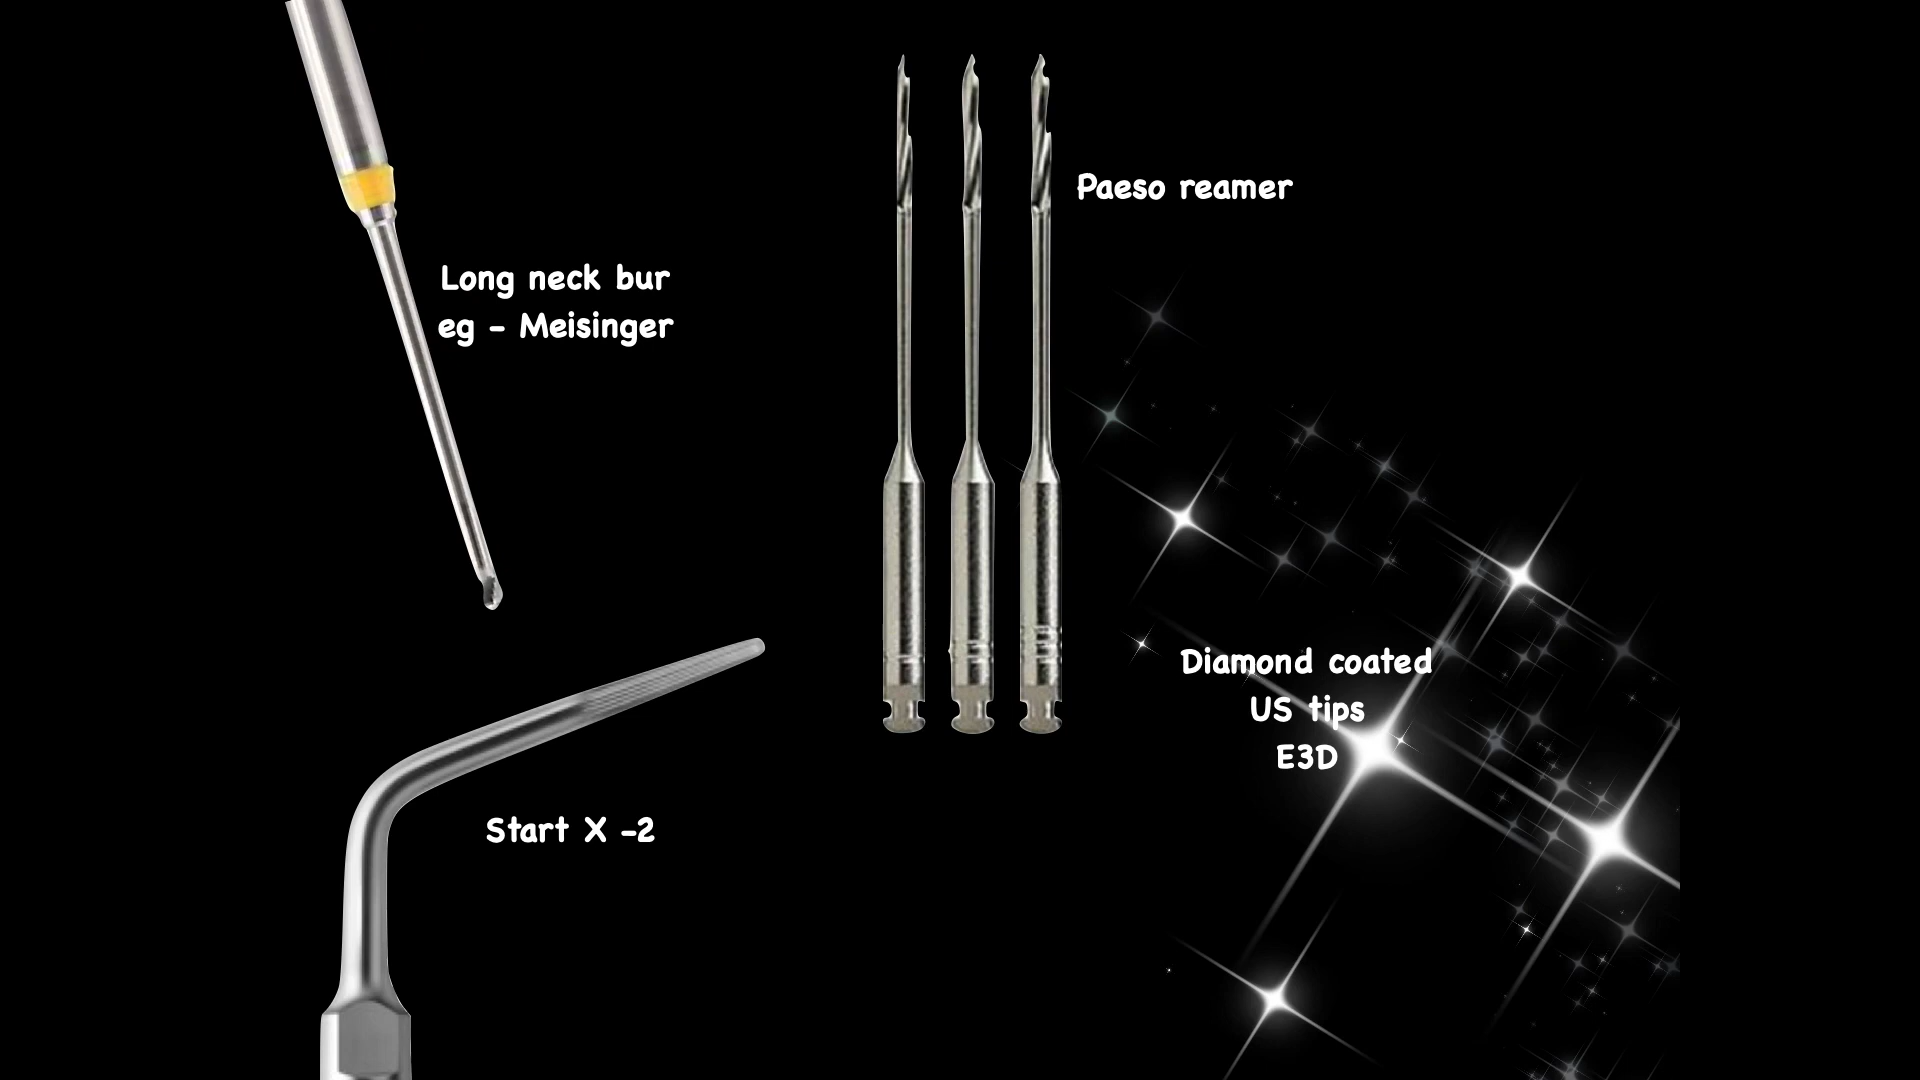 Paeso reamer
Long neck bur
eg - Meisinger
Diamond coated
US tips
E3D
Start X -2